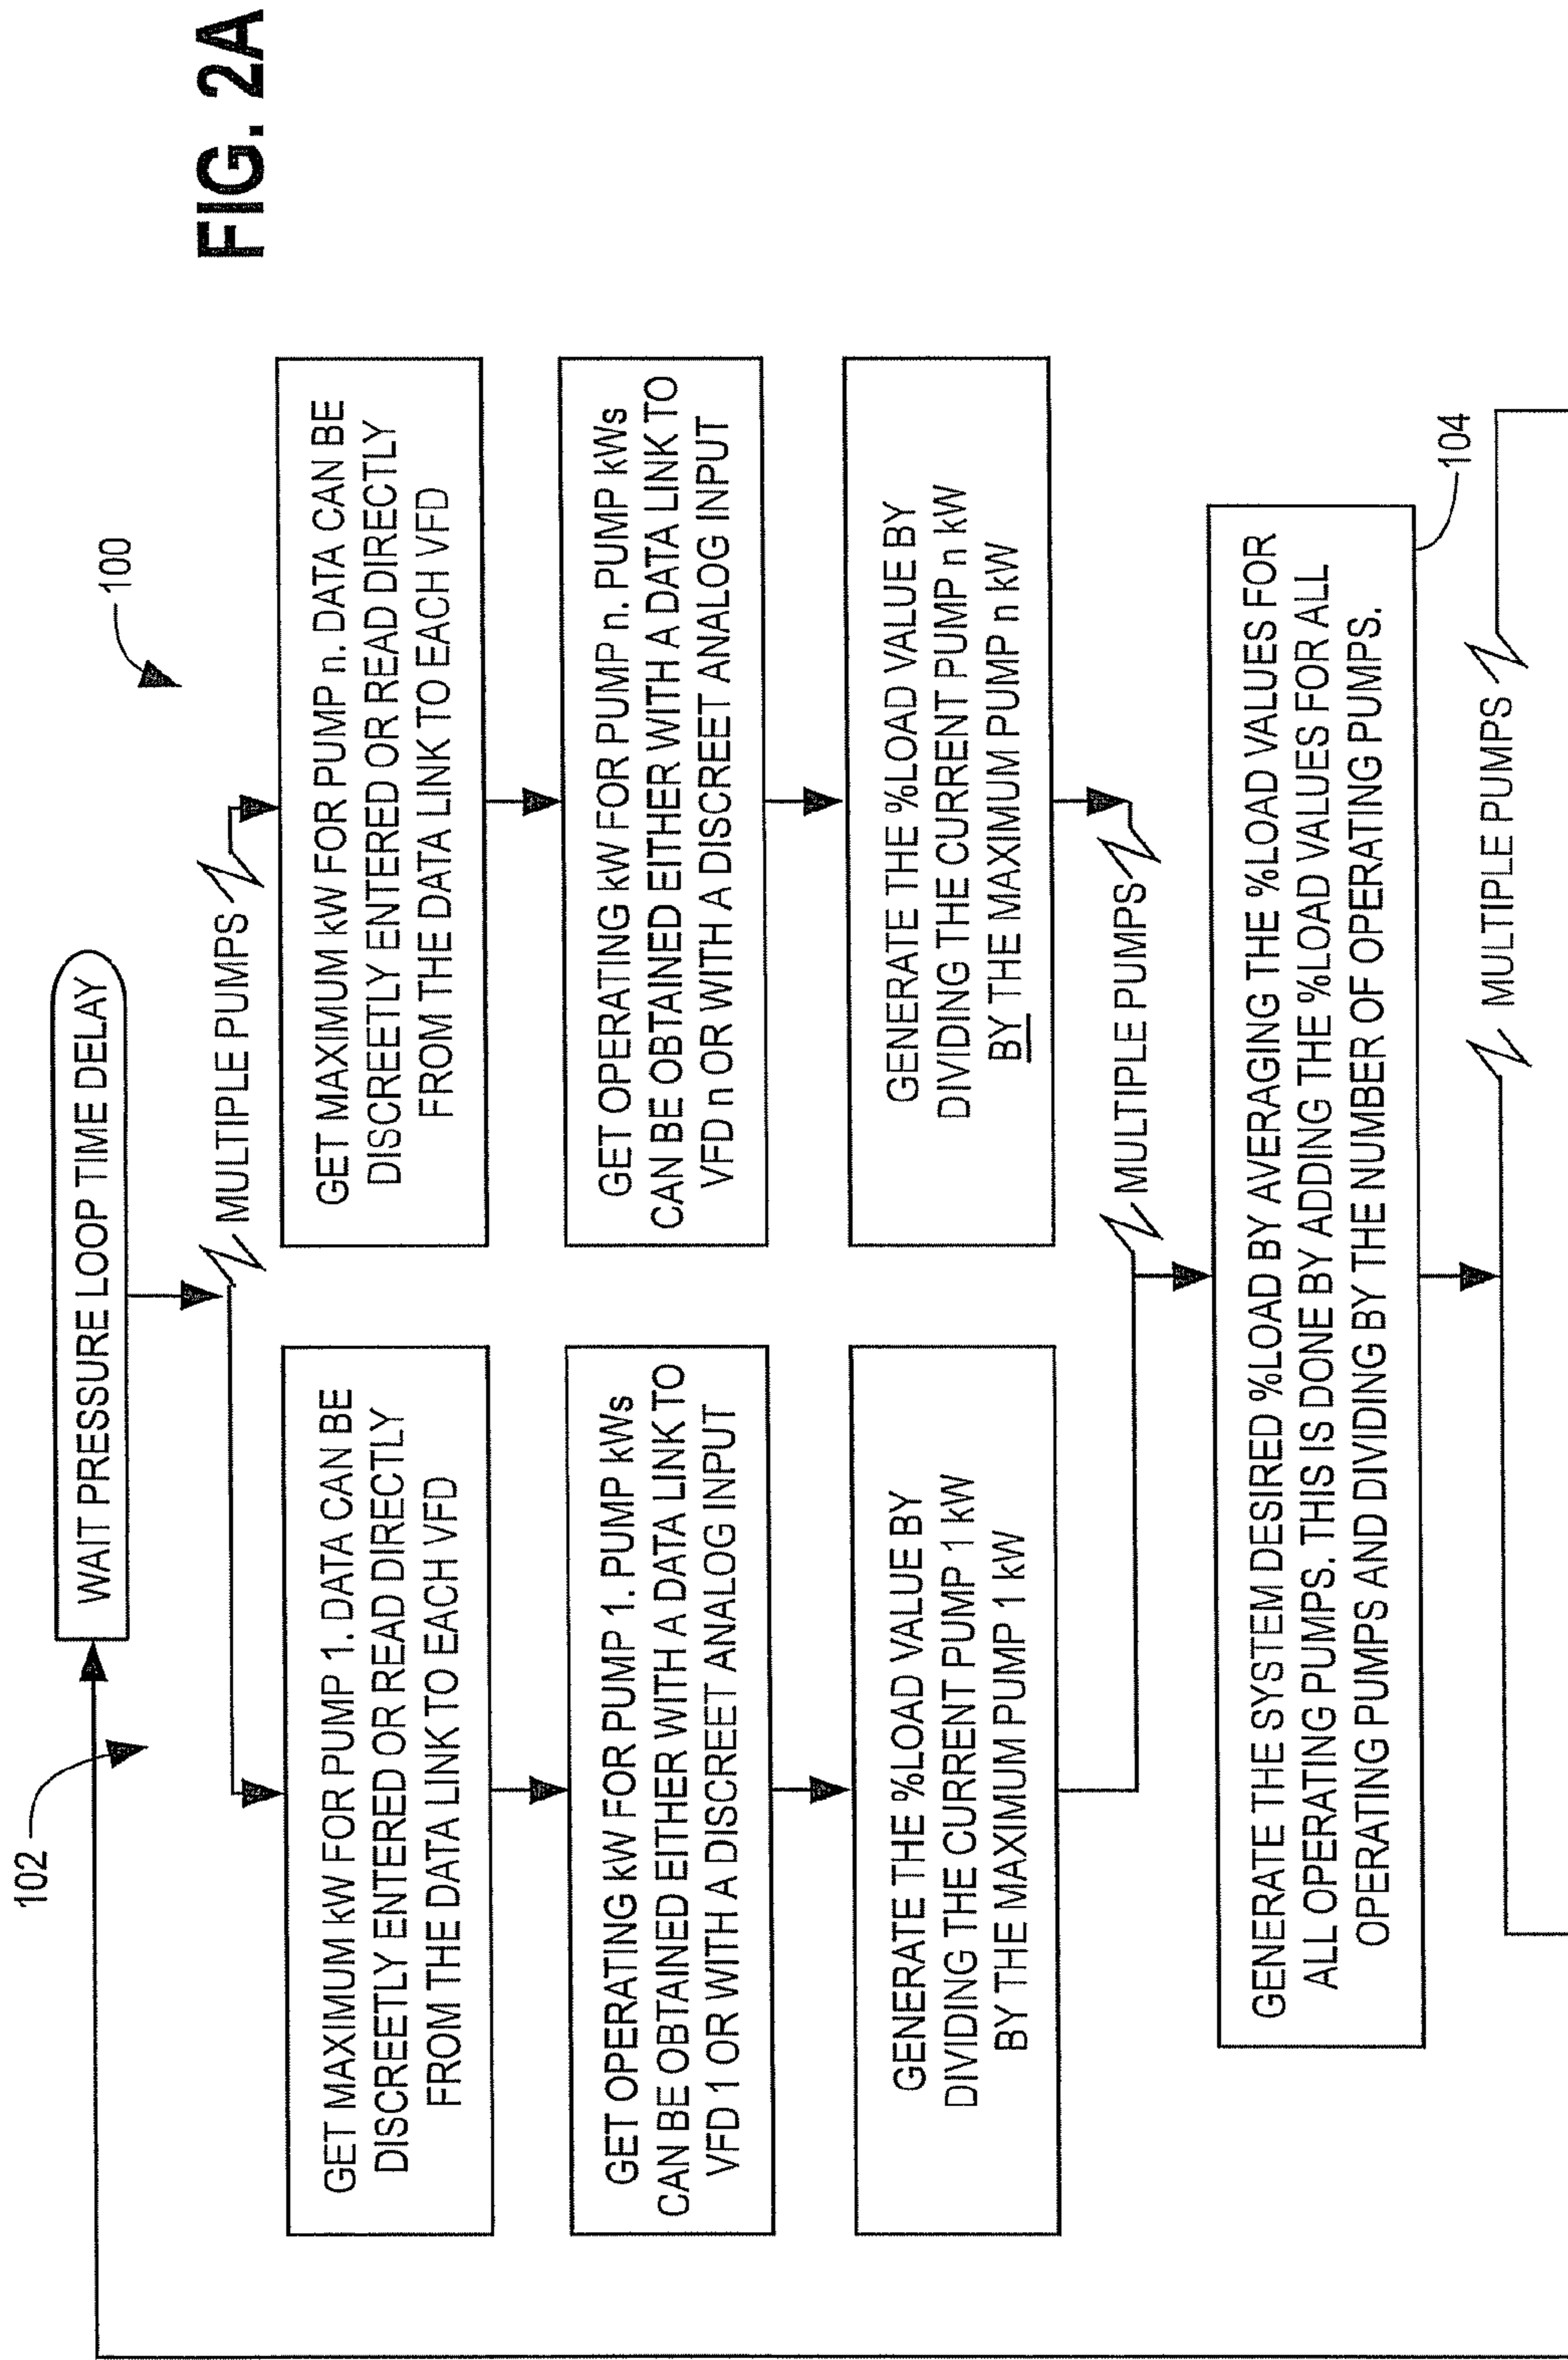 FIG. 2A
100
102
WAIT PRESSURE LOOP TIME DELAY
MULTIPLE PUMPS
GET MAXIMUM kW FOR PUMP 1. DATA CAN BE
DISCREETLY ENTERED OR READ DIRECTLY
FROM THE DATA LINK TO EACH VFD
GET MAXIMUM kW FOR PUMP n. DATA CAN BE
DISCREETLY ENTERED OR READ DIRECTLY
FROM THE DATA LINK TO EACH VFD
GET OPERATING kW FOR PUMP 1. PUMP kWs
CAN BE OBTAINED EITHER WITH A DATA LINK TO
VFD 1 OR WITH A DISCREET ANALOG INPUT
GET OPERATING kW FOR PUMP n. PUMP kWs
CAN BE OBTAINED EITHER WITH A DATA LINK TO
VFD n OR WITH A DISCREET ANALOG INPUT
GENERATE THE %LOAD VALUE BY
DIVIDING THE CURRENT PUMP 1 kW
BY THE MAXIMUM PUMP 1 kW
GENERATE THE %LOAD VALUE BY
DIVIDING THE CURRENT PUMP n kW
BY THE MAXIMUM PUMP n kW
MULTIPLE PUMPS
GENERATE THE SYSTEM DESIRED %LOAD BY AVERAGING THE %LOAD VALUES FOR
ALL OPERATING PUMPS. THIS IS DONE BY ADDING THE %LOAD VALUES FOR ALL
OPERATING PUMPS AND DIVIDING BY THE NUMBER OF OPERATING PUMPS.
104
MULTIPLE PUMPS